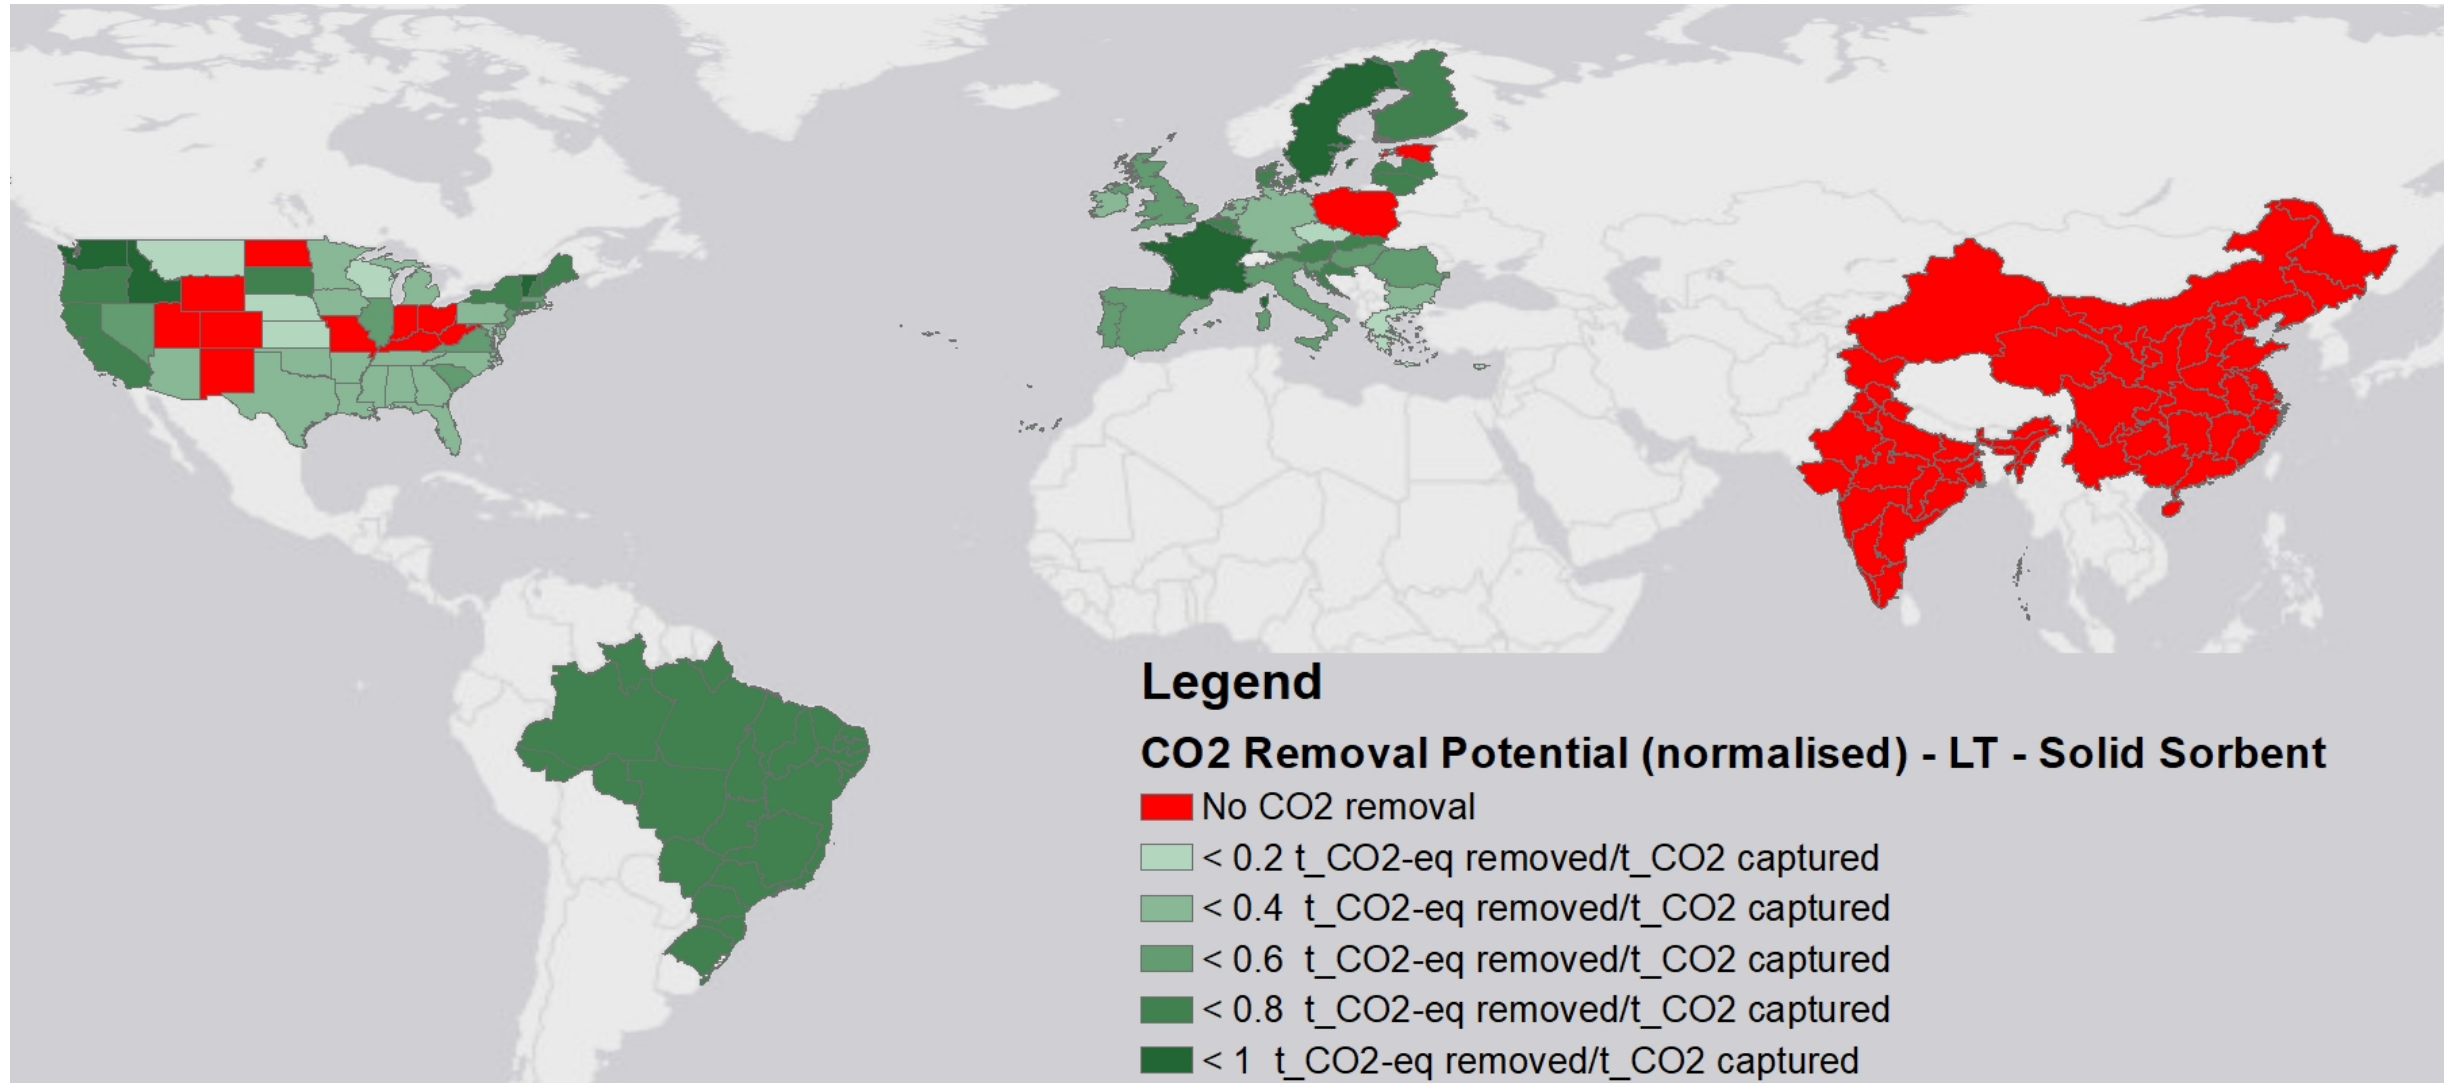 Legend
CO2 Removal Potential (normalised) - LT - Solid Sorbent
No CO2 removal
< 0.2 t_CO2-eq removed/t_CO2 captured
< 0.4 t_CO2-eq removed/t_CO2 captured
< 0.6 t_CO2-eq removed/t_CO2 captured
< 0.8 t_CO2-eq removed/t_CO2 captured
< 1 t_CO2-eq removed/t_CO2 captured